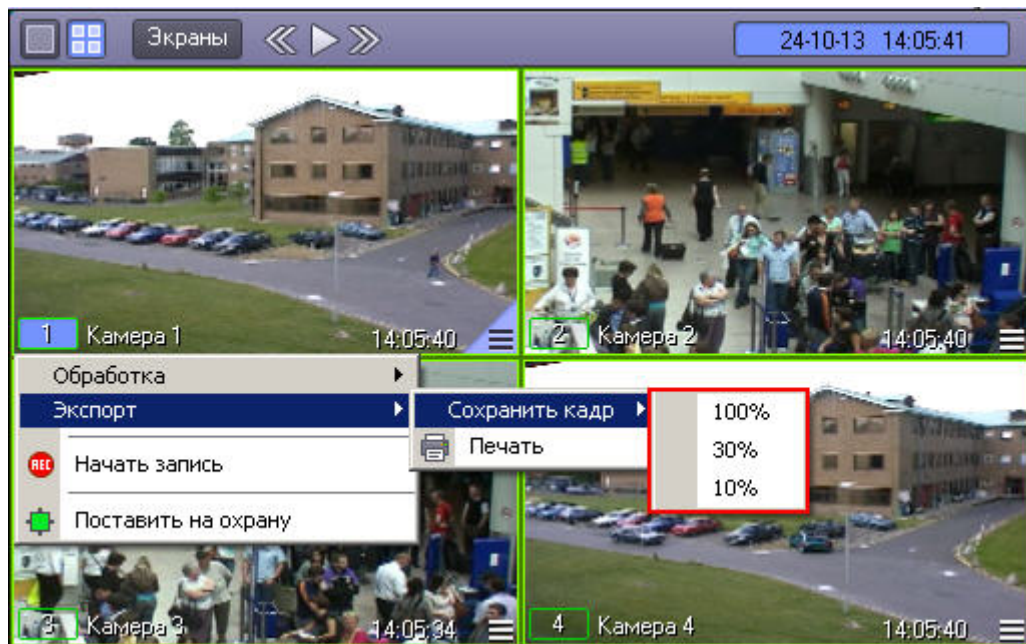 Экраны
24-10-13 14:05:41
1 Камера 1 14:05:40
2 Камера 2 14:05:40
Обработка
Экспорт
Сохранить кадр
100%
Печать
30%
REC Начать запись
10%
Поставить на охрану
3 Камера 3 14:05:34
4 Камера 4 14:05:40